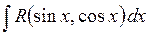 ∫ R(sin x, cos x)dx